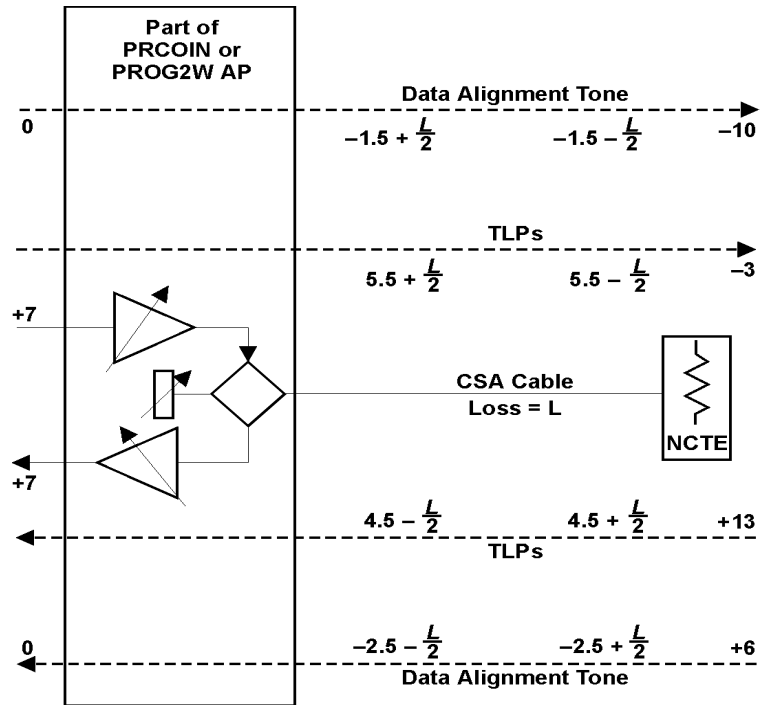 Part of
PRCOIN or
PROG2W AP
Data Alignment Tone
0
–1.5 + L/2
–1.5 – L/2
–10
TLPs
5.5 + L/2
5.5 – L/2
–3
+7
CSA Cable
Loss = L
NCTE
+7
4.5 – L/2
4.5 + L/2
+13
TLPs
0
–2.5 – L/2
–2.5 + L/2
+6
Data Alignment Tone